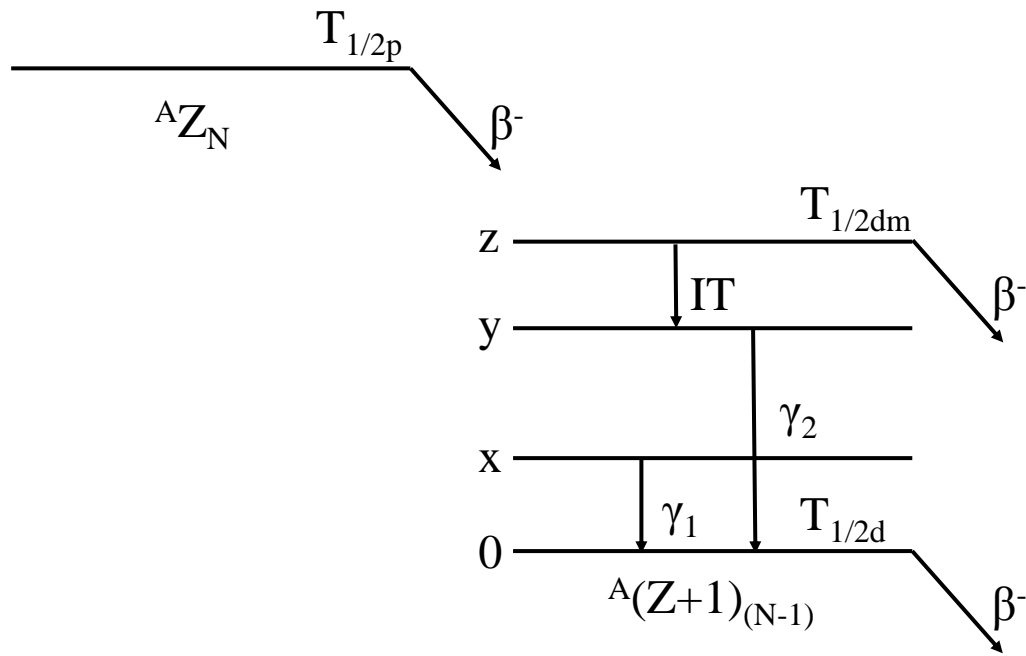 T1/2p
AZN
β-
z
T1/2dm
IT
β-
y
γ2
x
γ1
T1/2d
0
A(Z+1)(N-1)
β-